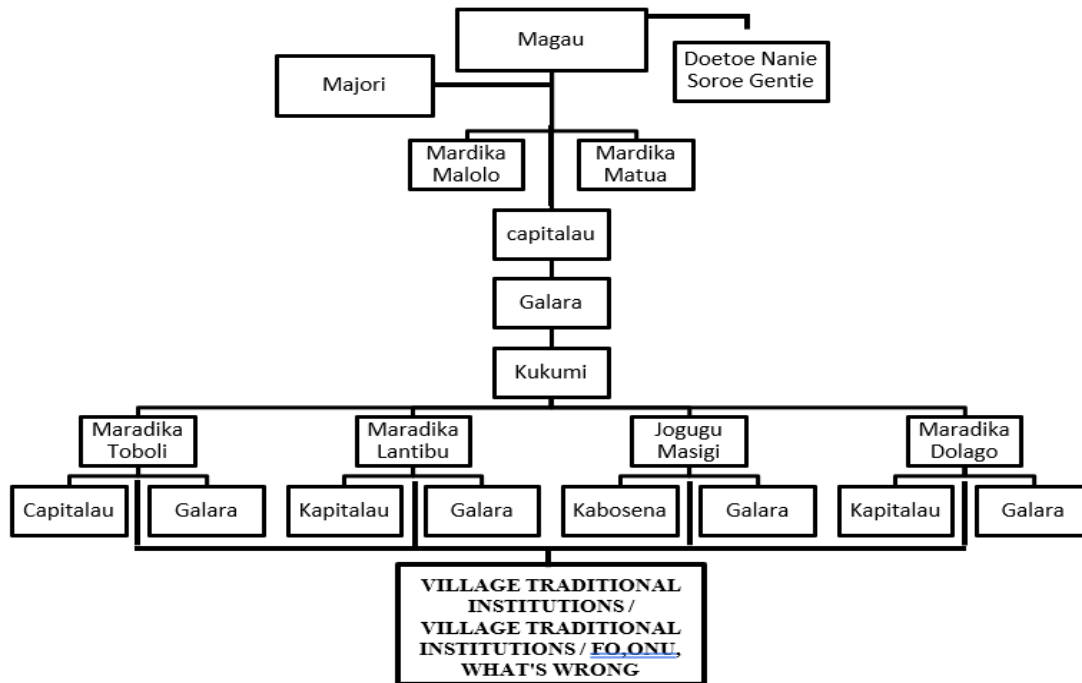 Magau
Doetoe Nanie
Soroe Gentie
Majori
Mardika
Malolo
Mardika
Matua
capitalau
Galara
Kukumi
Maradika
Toboli
Maradika
Lantibu
Jogugu
Masigi
Maradika
Dolago
Capitalau
Galara
Kapitalau
Galara
Kabosena
Galara
Kapitalau
Galara
VILLAGE TRADITIONAL
INSTITUTIONS /
VILLAGE TRADITIONAL
INSTITUTIONS / FO,ONU,
WHAT'S WRONG